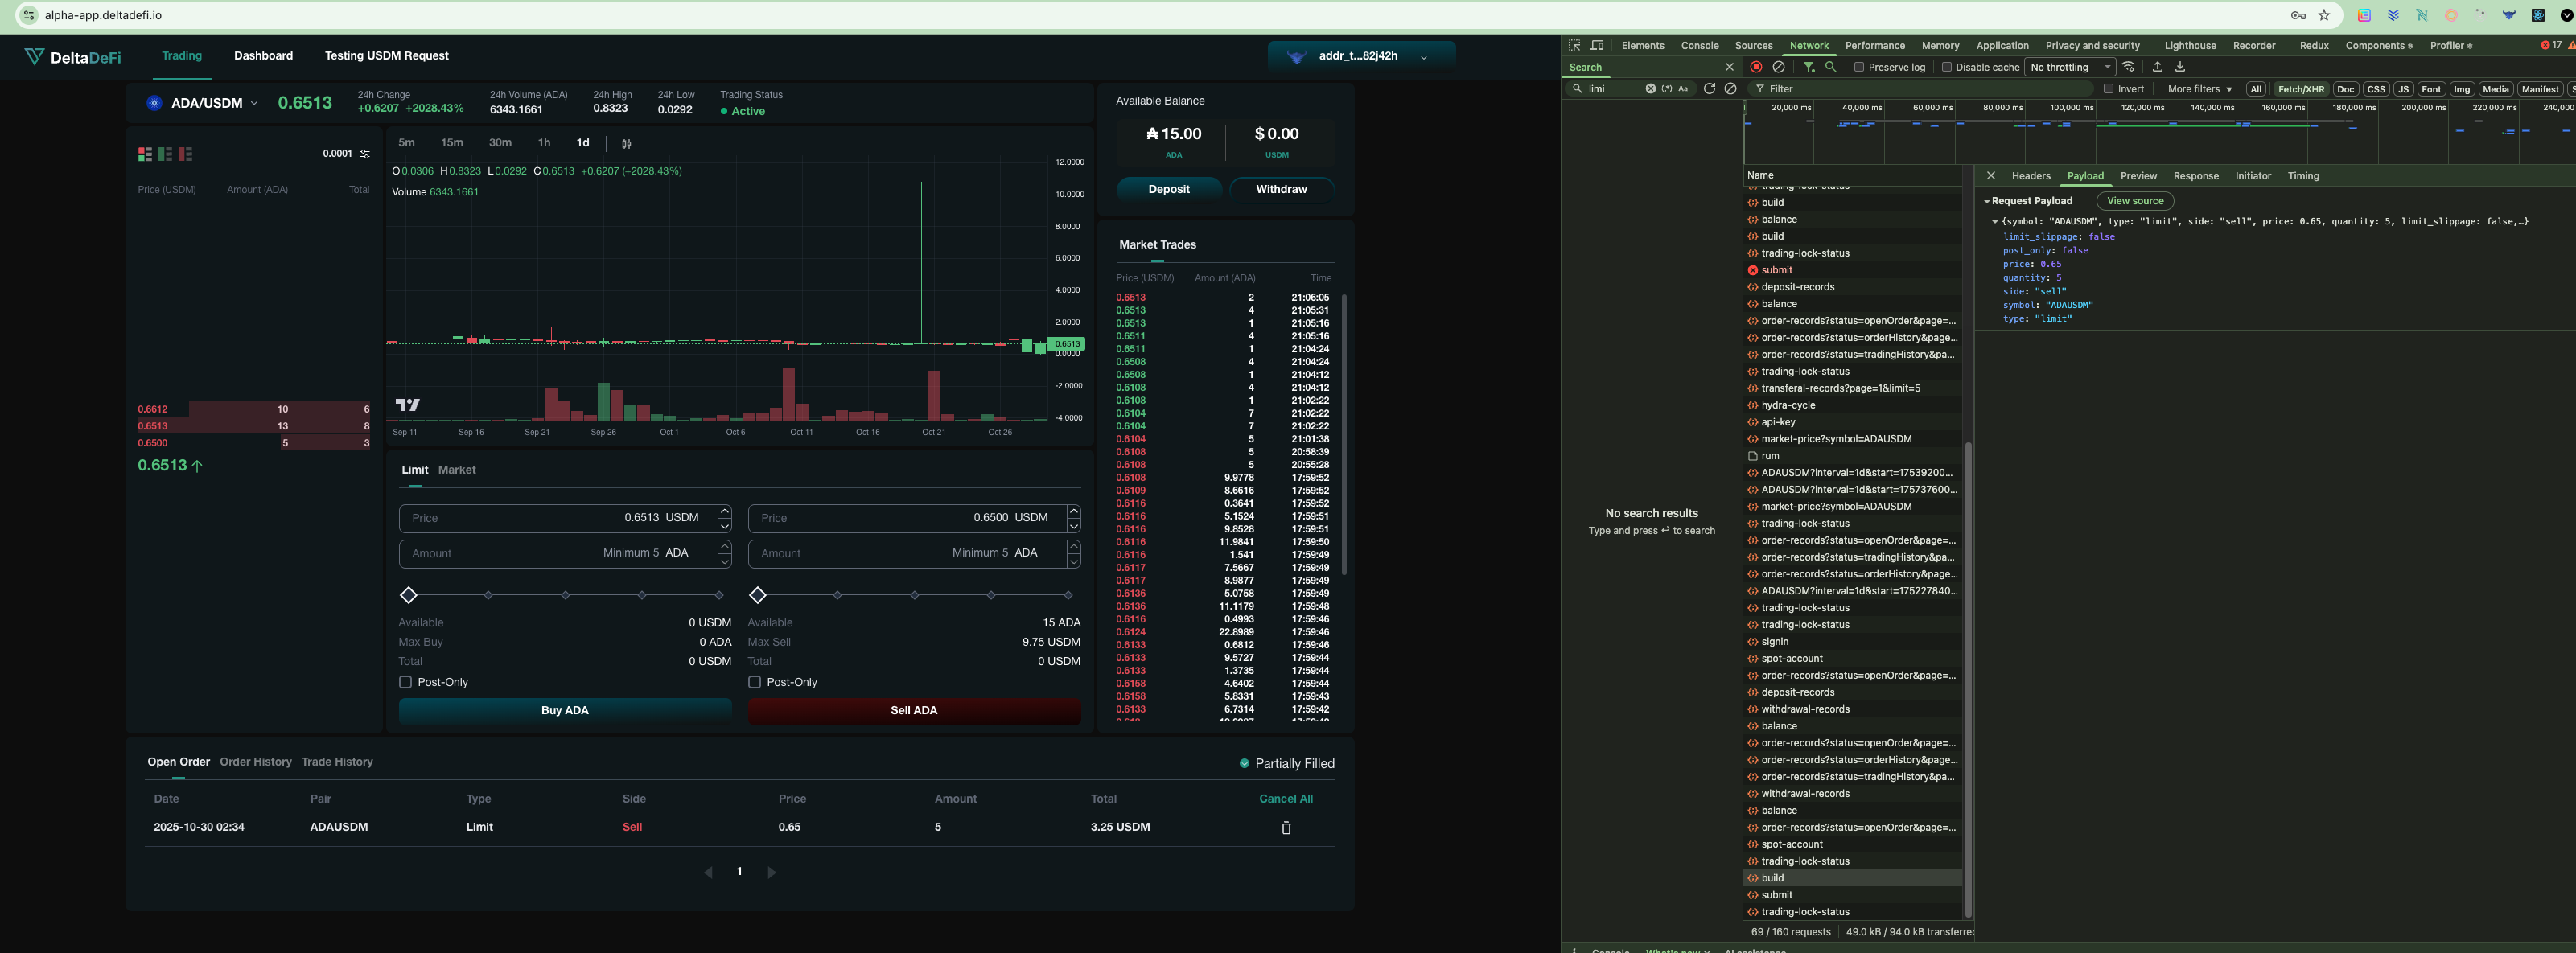 alpha-app.deltadefi.io
DeltaDeFi
Trading
Dashboard
Testing USDM Request
addr_t...82j42h
ADA/USDM
0.6513
24h Change
+0.6207 +2028.43%
24h Volume (ADA)
6343.1661
24h High
0.8323
24h Low
0.0292
Trading Status
Active
0.0001
Price (USDM) Amount (ADA) Total
0.6612 10 6
0.6513 13 8
0.6500 5 3
0.6513
5m 15m 30m 1h 1d
O 0.0306 H 0.8323 L 0.0292 C 0.6513 +0.6207 (+2028.43%)
Volume 6343.1661
12.0000
10.0000
8.0000
6.0000
4.0000
2.0000
0.6513
0.0000
-2.0000
-4.0000
Sep 11 Sep 16 Sep 21 Sep 26 Oct 1 Oct 6 Oct 11 Oct 16 Oct 21 Oct 26
Limit Market
Price 0.6513 USDM
Amount Minimum 5 ADA
Available 0 USDM
Max Buy 0 ADA
Total 0 USDM
Post-Only
Buy ADA
Price 0.6500 USDM
Amount Minimum 5 ADA
Available 15 ADA
Max Sell 9.75 USDM
Total 0 USDM
Post-Only
Sell ADA
Available Balance
₳ 15.00
ADA
$ 0.00
USDM
Deposit
Withdraw
Market Trades
Price (USDM) Amount (ADA) Time
0.6513 2 21:06:05
0.6513 4 21:05:31
0.6513 1 21:05:16
0.6511 4 21:05:16
0.6511 1 21:04:24
0.6508 4 21:04:24
0.6508 1 21:04:12
0.6108 4 21:04:12
0.6108 1 21:02:22
0.6104 7 21:02:22
0.6104 7 21:02:22
0.6104 5 21:01:38
0.6108 5 20:58:39
0.6108 5 20:55:28
0.6108 9.9778 17:59:52
0.6109 8.6616 17:59:52
0.6116 0.3641 17:59:52
0.6116 5.1524 17:59:51
0.6116 9.8528 17:59:51
0.6116 11.9841 17:59:50
0.6116 1.541 17:59:49
0.6117 7.5667 17:59:49
0.6117 8.9877 17:59:49
0.6136 5.0758 17:59:49
0.6136 11.1179 17:59:48
0.6116 0.4993 17:59:46
0.6124 22.8989 17:59:46
0.6133 0.6812 17:59:46
0.6133 9.5727 17:59:44
0.6133 1.3735 17:59:44
0.6158 4.6402 17:59:44
0.6158 5.8331 17:59:43
0.6133 6.7314 17:59:42
Open Order Order History Trade History
Partially Filled
Date Pair Type Side Price Amount Total Cancel All
2025-10-30 02:34 ADAUSDM Limit Sell 0.65 5 3.25 USDM
1
Elements Console Sources Network Performance Memory Application Privacy and security Lighthouse Recorder Redux Components Profiler 17
Search
limi
Aa
No search results
Type and press ↩ to search
Preserve log
Disable cache
No throttling
Filter
Invert
More filters
All Fetch/XHR Doc CSS JS Font Img Media Manifest
20,000 ms 40,000 ms 60,000 ms 80,000 ms 100,000 ms 120,000 ms 140,000 ms 160,000 ms 180,000 ms 200,000 ms 220,000 ms 240,000
Name
trading-lock-status
build
balance
build
trading-lock-status
submit
deposit-records
balance
order-records?status=openOrder&page=...
order-records?status=orderHistory&page...
order-records?status=tradingHistory&pa...
trading-lock-status
transferal-records?page=1&limit=5
hydra-cycle
api-key
market-price?symbol=ADAUSDM
rum
ADAUSDM?interval=1d&start=17539200...
ADAUSDM?interval=1d&start=175737600...
market-price?symbol=ADAUSDM
trading-lock-status
order-records?status=openOrder&page=...
order-records?status=tradingHistory&pa...
order-records?status=orderHistory&page...
ADAUSDM?interval=1d&start=175227840...
trading-lock-status
trading-lock-status
signin
spot-account
order-records?status=openOrder&page=...
deposit-records
withdrawal-records
balance
order-records?status=openOrder&page=...
order-records?status=orderHistory&page...
order-records?status=tradingHistory&pa...
withdrawal-records
balance
order-records?status=openOrder&page=...
spot-account
trading-lock-status
build
submit
trading-lock-status
69 / 160 requests 49.0 kB / 94.0 kB transferred
Headers Payload Preview Response Initiator Timing
Request Payload View source
{symbol: "ADAUSDM", type: "limit", side: "sell", price: 0.65, quantity: 5, limit_slippage: false,…}
limit_slippage: false
post_only: false
price: 0.65
quantity: 5
side: "sell"
symbol: "ADAUSDM"
type: "limit"
Console What's new AI assistance